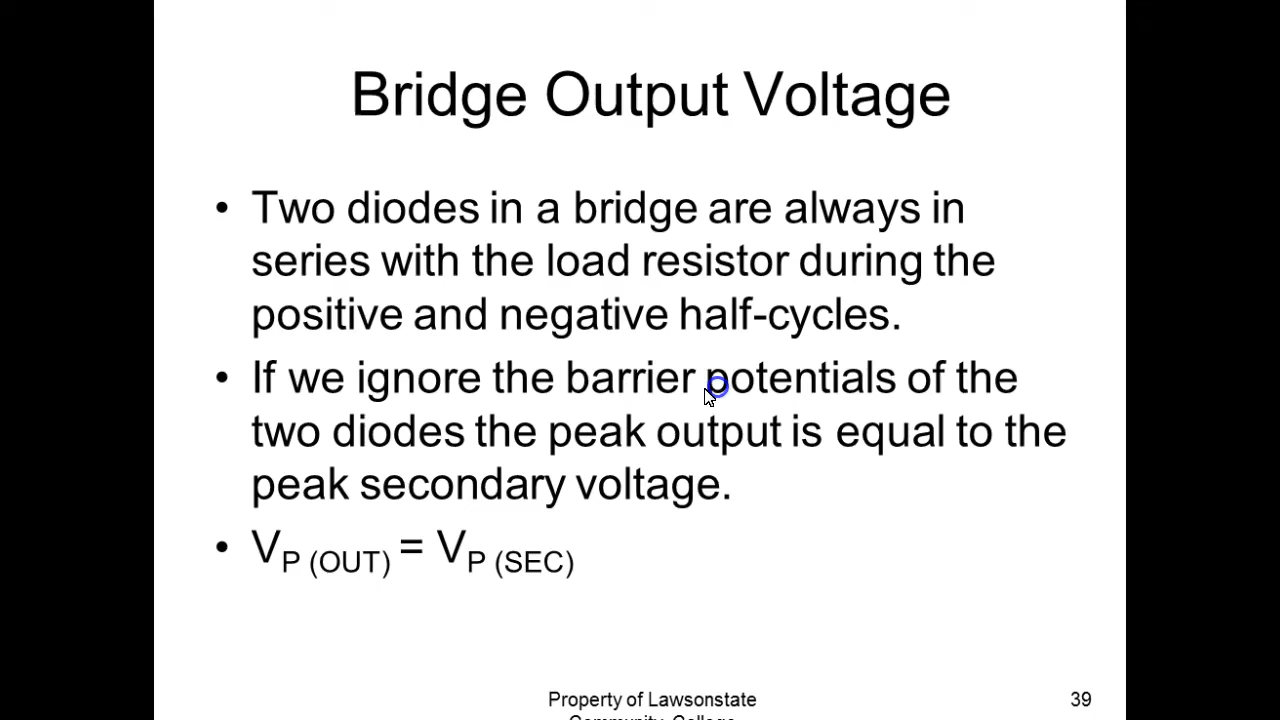 Bridge Output Voltage
• Two diodes in a bridge are always in
series with the load resistor during the
positive and negative half-cycles.
• If we ignore the barrier potentials of the
two diodes the peak output is equal to the
peak secondary voltage.
• VP (OUT) = VP (SEC)
Property of Lawsonstate
Community College
39